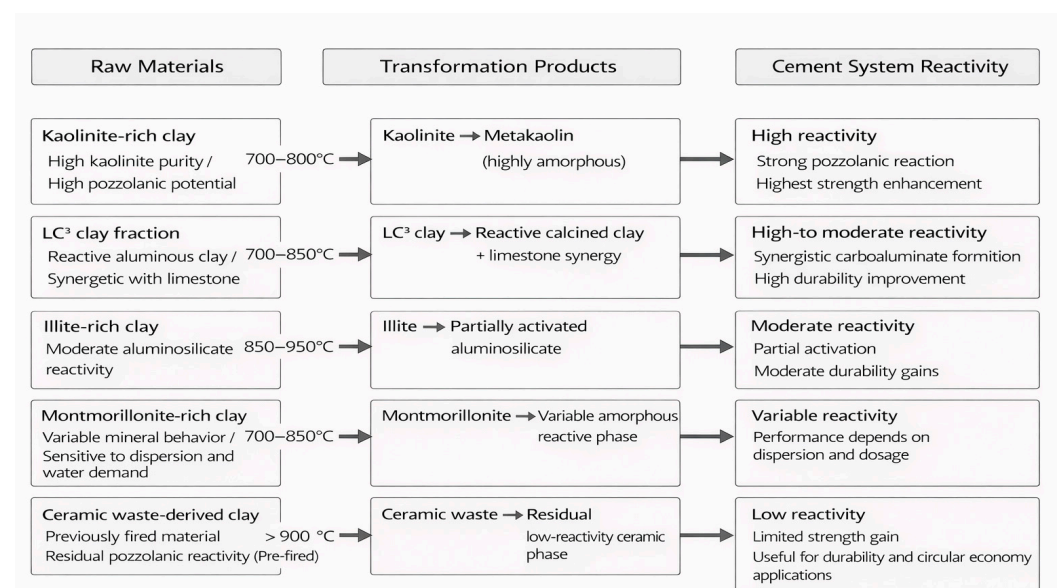 Raw Materials
Transformation Products
Cement System Reactivity
Kaolinite-rich clay
High kaolinite purity /
High pozzolanic potential
700–800°C
Kaolinite → Metakaolin
(highly amorphous)
High reactivity
Strong pozzolanic reaction
Highest strength enhancement
LC³ clay fraction
Reactive aluminous clay /
Synergetic with limestone
700–850°C
LC³ clay → Reactive calcined clay
+ limestone synergy
High-to moderate reactivity
Synergistic carboaluminate formition
High durability improvement
Illite-rich clay
Moderate aluminosilicate
reactivity
850–950°C
Illite → Partially activated
aluminosilicate
Moderate reactivity
Partial activation
Moderate durability gains
Montmorillonite-rich clay
Variable mineral behavior /
Sensitive to dispersion and
water demand
700–850°C
Montmorillonite → Variable amorphous
reactive phase
Variable reactivity
Performance depends on
dispersion and dosage
Ceramic waste-derived clay
Previously fired material
Residual pozzolanic reactivity (Pre-fired)
> 900 °C
Ceramic waste → Residual
low-reactivity ceramic
phase
Low reactivity
Limited strength gain
Useful for durability and circular economy
applications